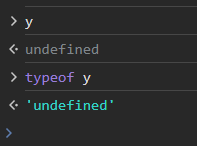 > y
<· undefined
> typeof y
<· 'undefined'
>